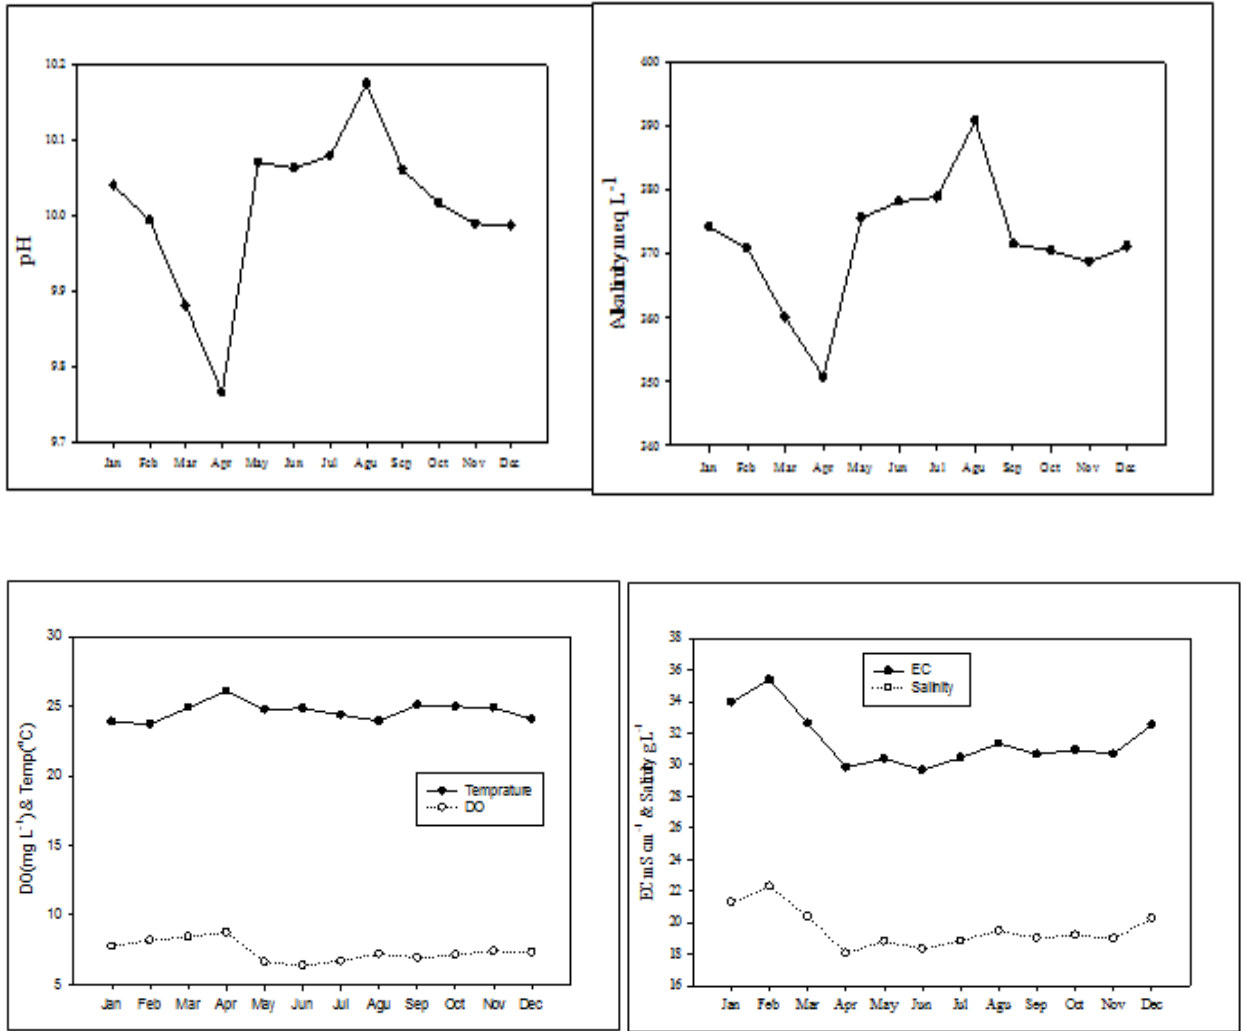 10.2
10.1
10.0
9.9
9.8
9.7
pH
Jan Feb Mar Apr May Jun Jul Agu Sep Oct Nov Dec
400
390
380
370
360
350
340
(Alkalinity meq L⁻¹
Jan Feb Mar Apr May Jun Jul Agu Sep Oct Nov Dec
30
25
20
15
10
5
DO(mg L⁻¹) & Temp(⁰C)
Temprature
DO
Jan Feb Mar Apr May Jun Jul Agu Sep Oct Nov Dec
38
36
34
32
30
28
26
24
22
20
18
16
EC mS cm⁻¹ & Salinity g L⁻¹
EC
Salinity
Jan Feb Mar Apr May Jun Jul Agu Sep Oct Nov Dec